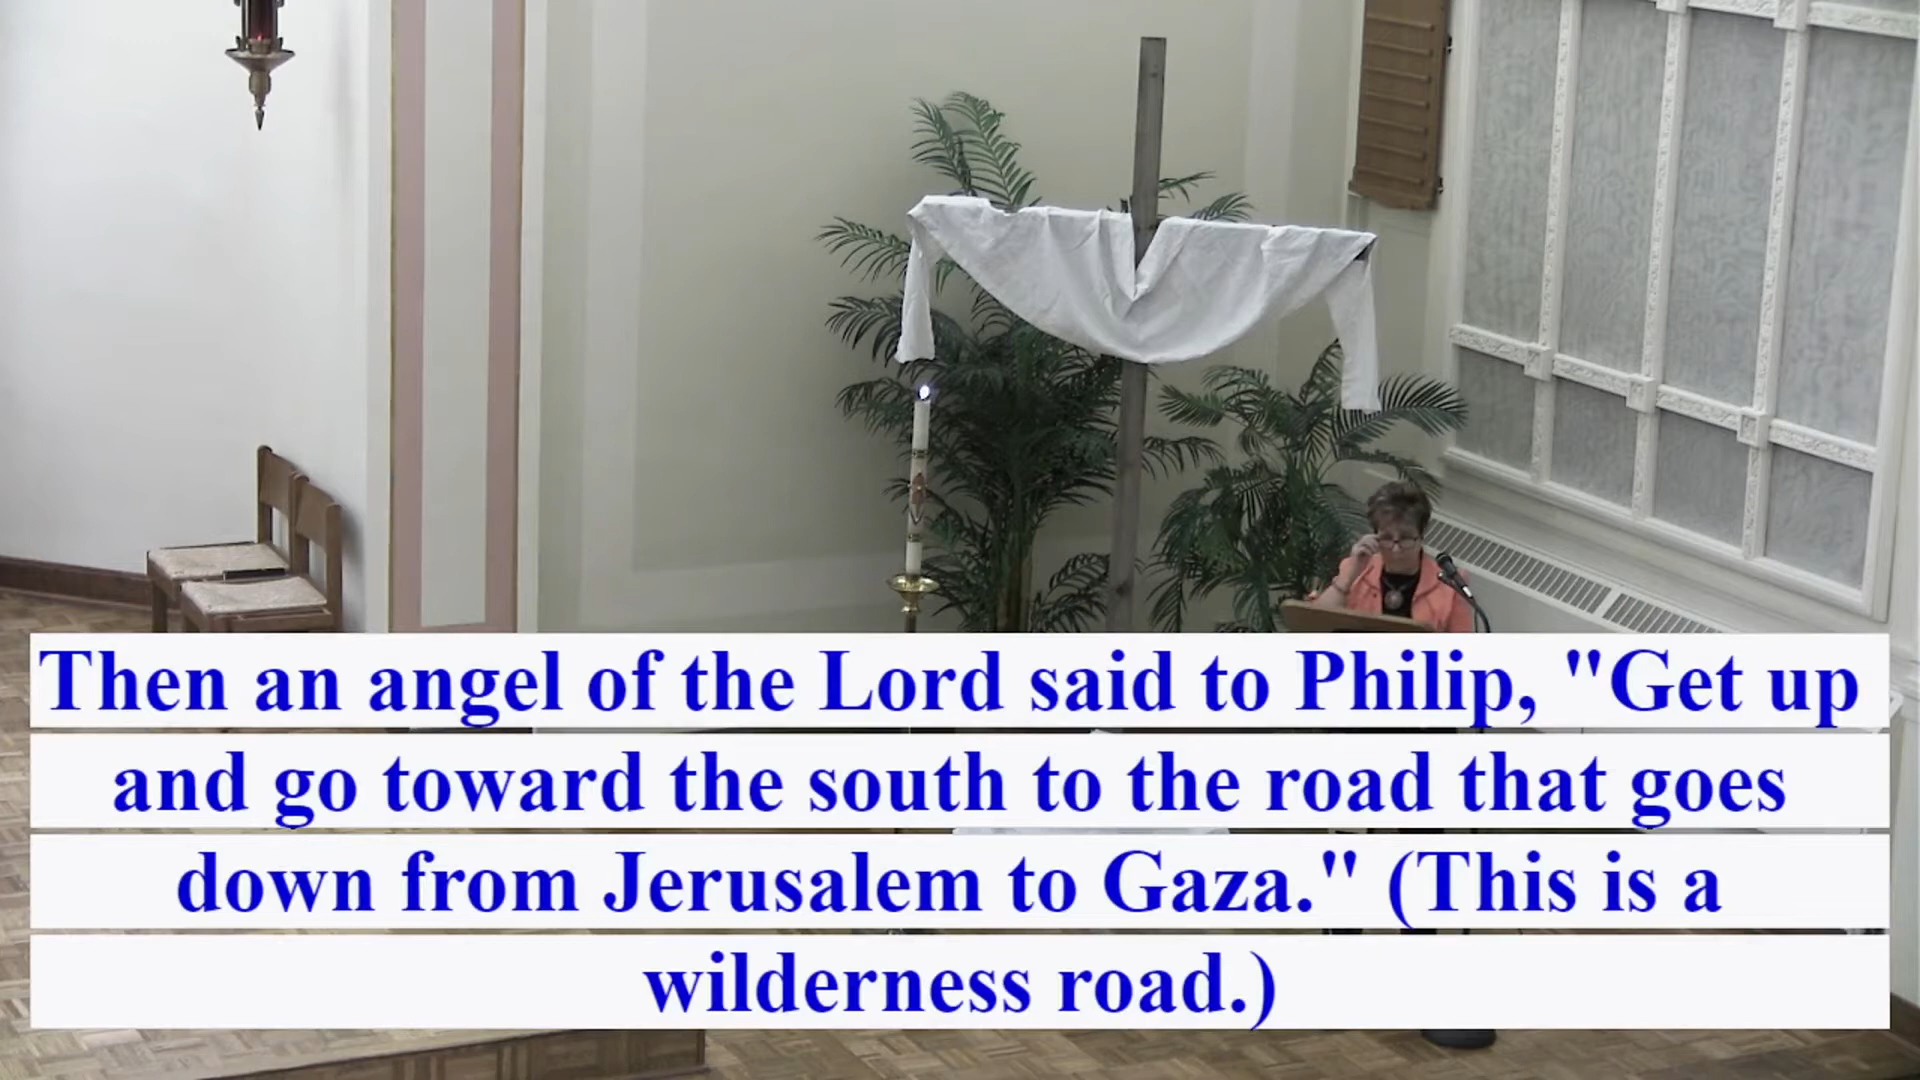 Then an angel of the Lord said to Philip, "Get up
and go toward the south to the road that goes
down from Jerusalem to Gaza." (This is a
wilderness road.)